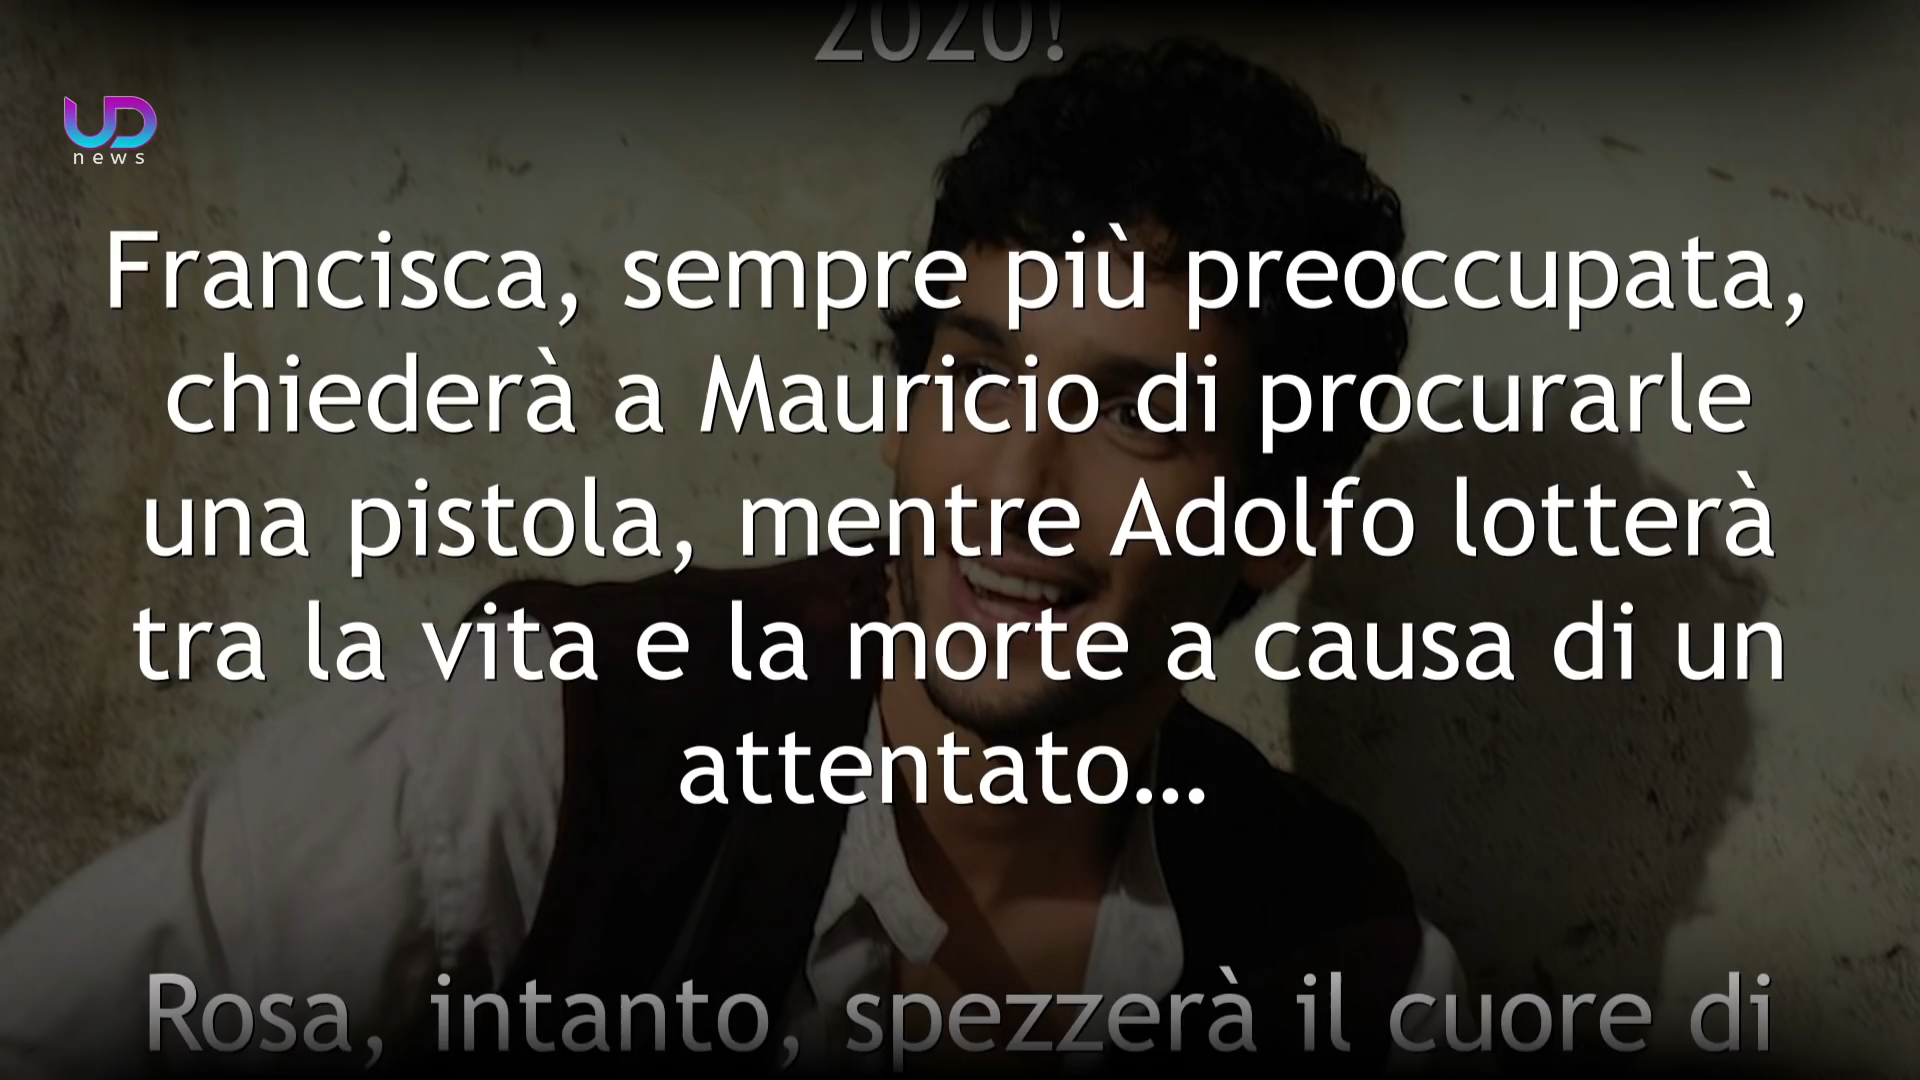 2020!
UD
news
Francisca, sempre più preoccupata,
chiederà a Mauricio di procurarle
una pistola, mentre Adolfo lotterà
tra la vita e la morte a causa di un
attentato...
Rosa, intanto, spezzerà il cuore di